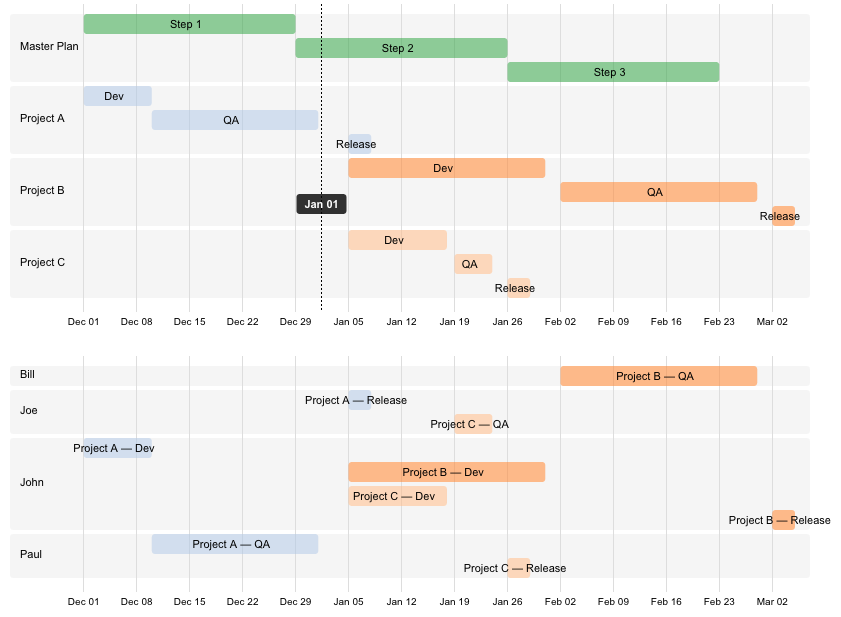 Step 1
Master Plan
Step 2
Step 3
Dev
Project A
QA
Release
Dev
Project B
QA
Jan 01
Release
Dev
Project C
QA
Release
Dec 01 Dec 08 Dec 15 Dec 22 Dec 29 Jan 05 Jan 12 Jan 19 Jan 26 Feb 02 Feb 09 Feb 16 Feb 23 Mar 02
Bill
Project B — QA
Project A — Release
Joe
Project C — QA
Project A — Dev
Project B — Dev
John
Project C — Dev
Project B — Release
Project A — QA
Paul
Project C — Release
Dec 01 Dec 08 Dec 15 Dec 22 Dec 29 Jan 05 Jan 12 Jan 19 Jan 26 Feb 02 Feb 09 Feb 16 Feb 23 Mar 02